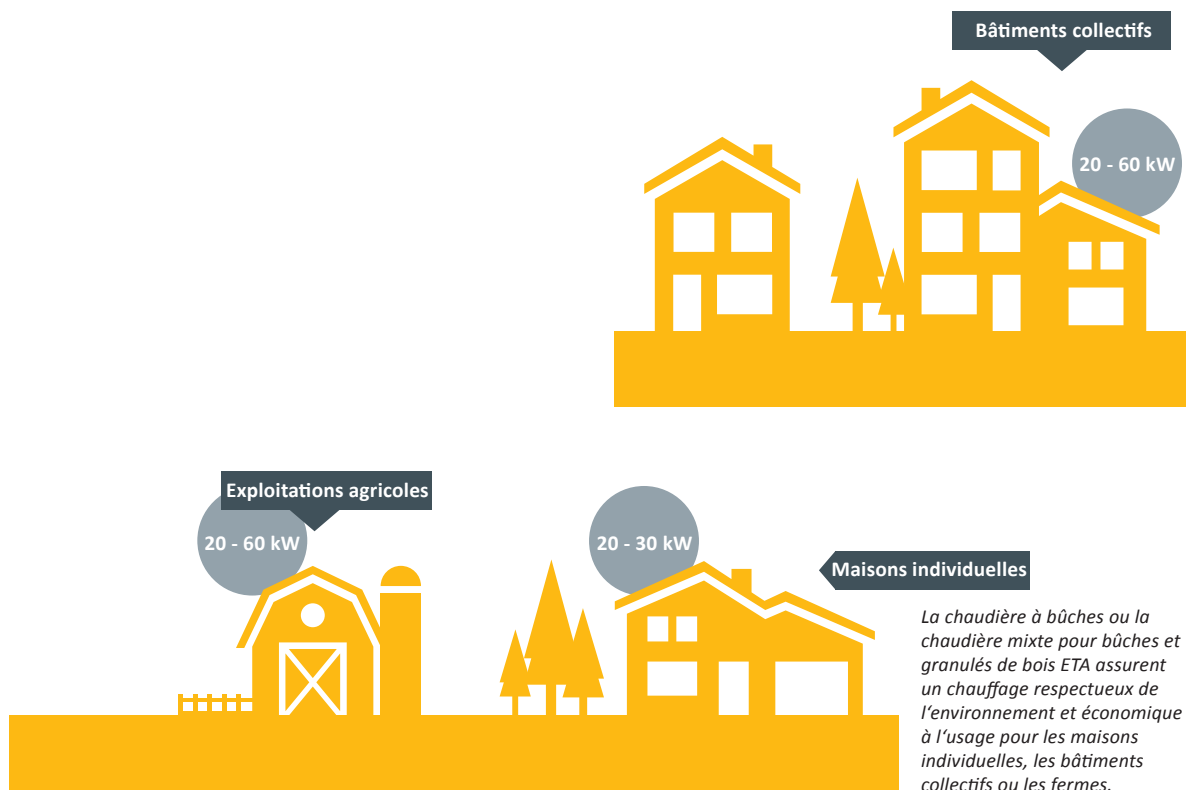 Bâtiments collectifs
20 - 60 kW
Exploitations agricoles
20 - 60 kW
20 - 30 kW
Maisons individuelles
La chaudière à bûches ou la
chaudière mixte pour bûches et
granulés de bois ETA assurent
un chauffage respectueux de
l‘environnement et économique
à l‘usage pour les maisons
individuelles, les bâtiments
collectifs ou les fermes.